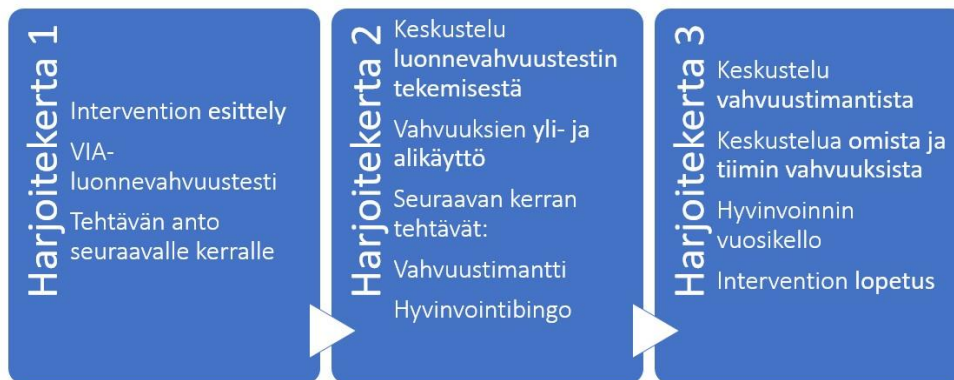 Harjoitekerta 1
Intervention esittely
VIA-
luonnevahvuustesti
Tehtävän anto
seuraavalle kerralle
Harjoitekerta 2
Keskustelu
luonnevahvuustestin
tekemisestä
Vahvuuksien yli- ja
alikäyttö
Seuraavan kerran
tehtävät:
Vahvuustimantti
Hyvinvointibingo
Harjoitekerta 3
Keskustelu
vahvuustimantista
Keskustelua omista ja
tiimin vahvuuksista
Hyvinvoinnin
vuosikello
Intervention lopetus